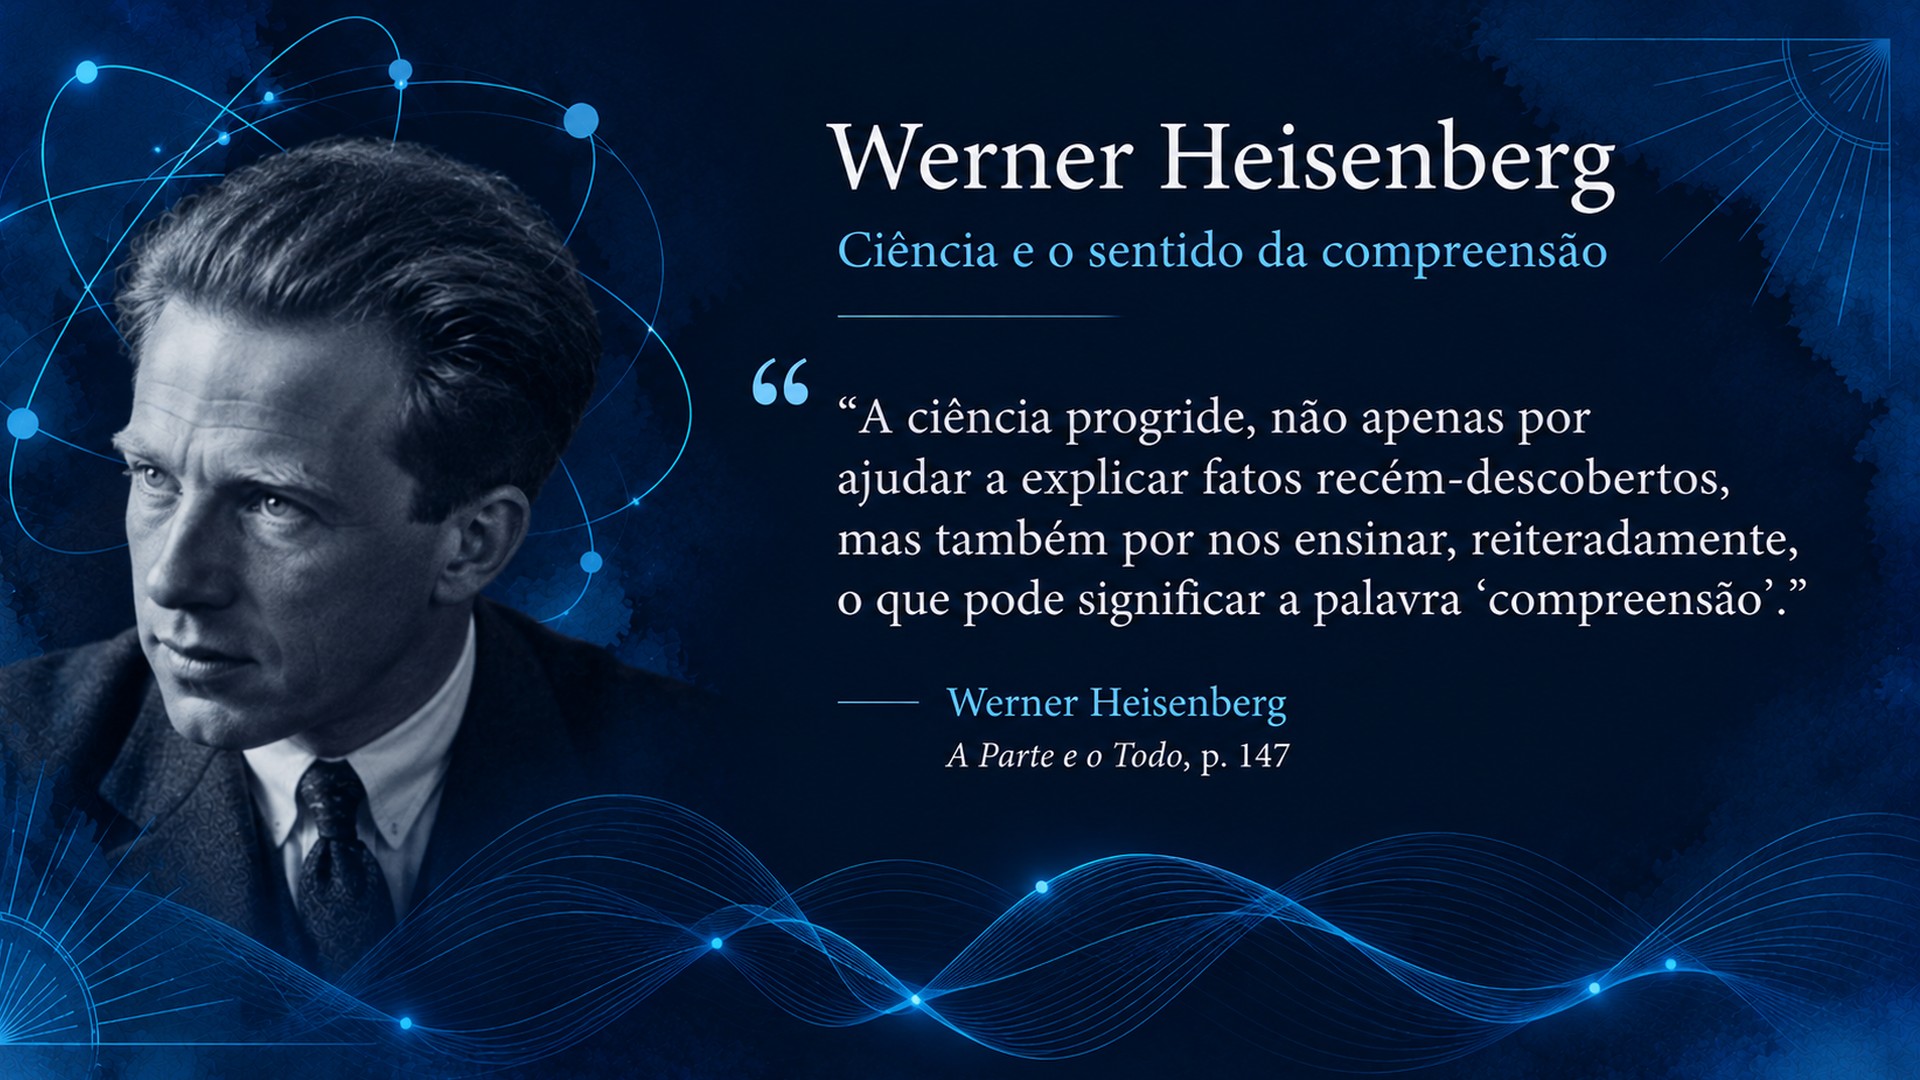 Werner Heisenberg
Ciência e o sentido da compreensão
“
“A ciência progride, não apenas por
ajudar a explicar fatos recém-descobertos,
mas também por nos ensinar, reiteradamente,
o que pode significar a palavra ‘compreensão’.”
— Werner Heisenberg
A Parte e o Todo, p. 147